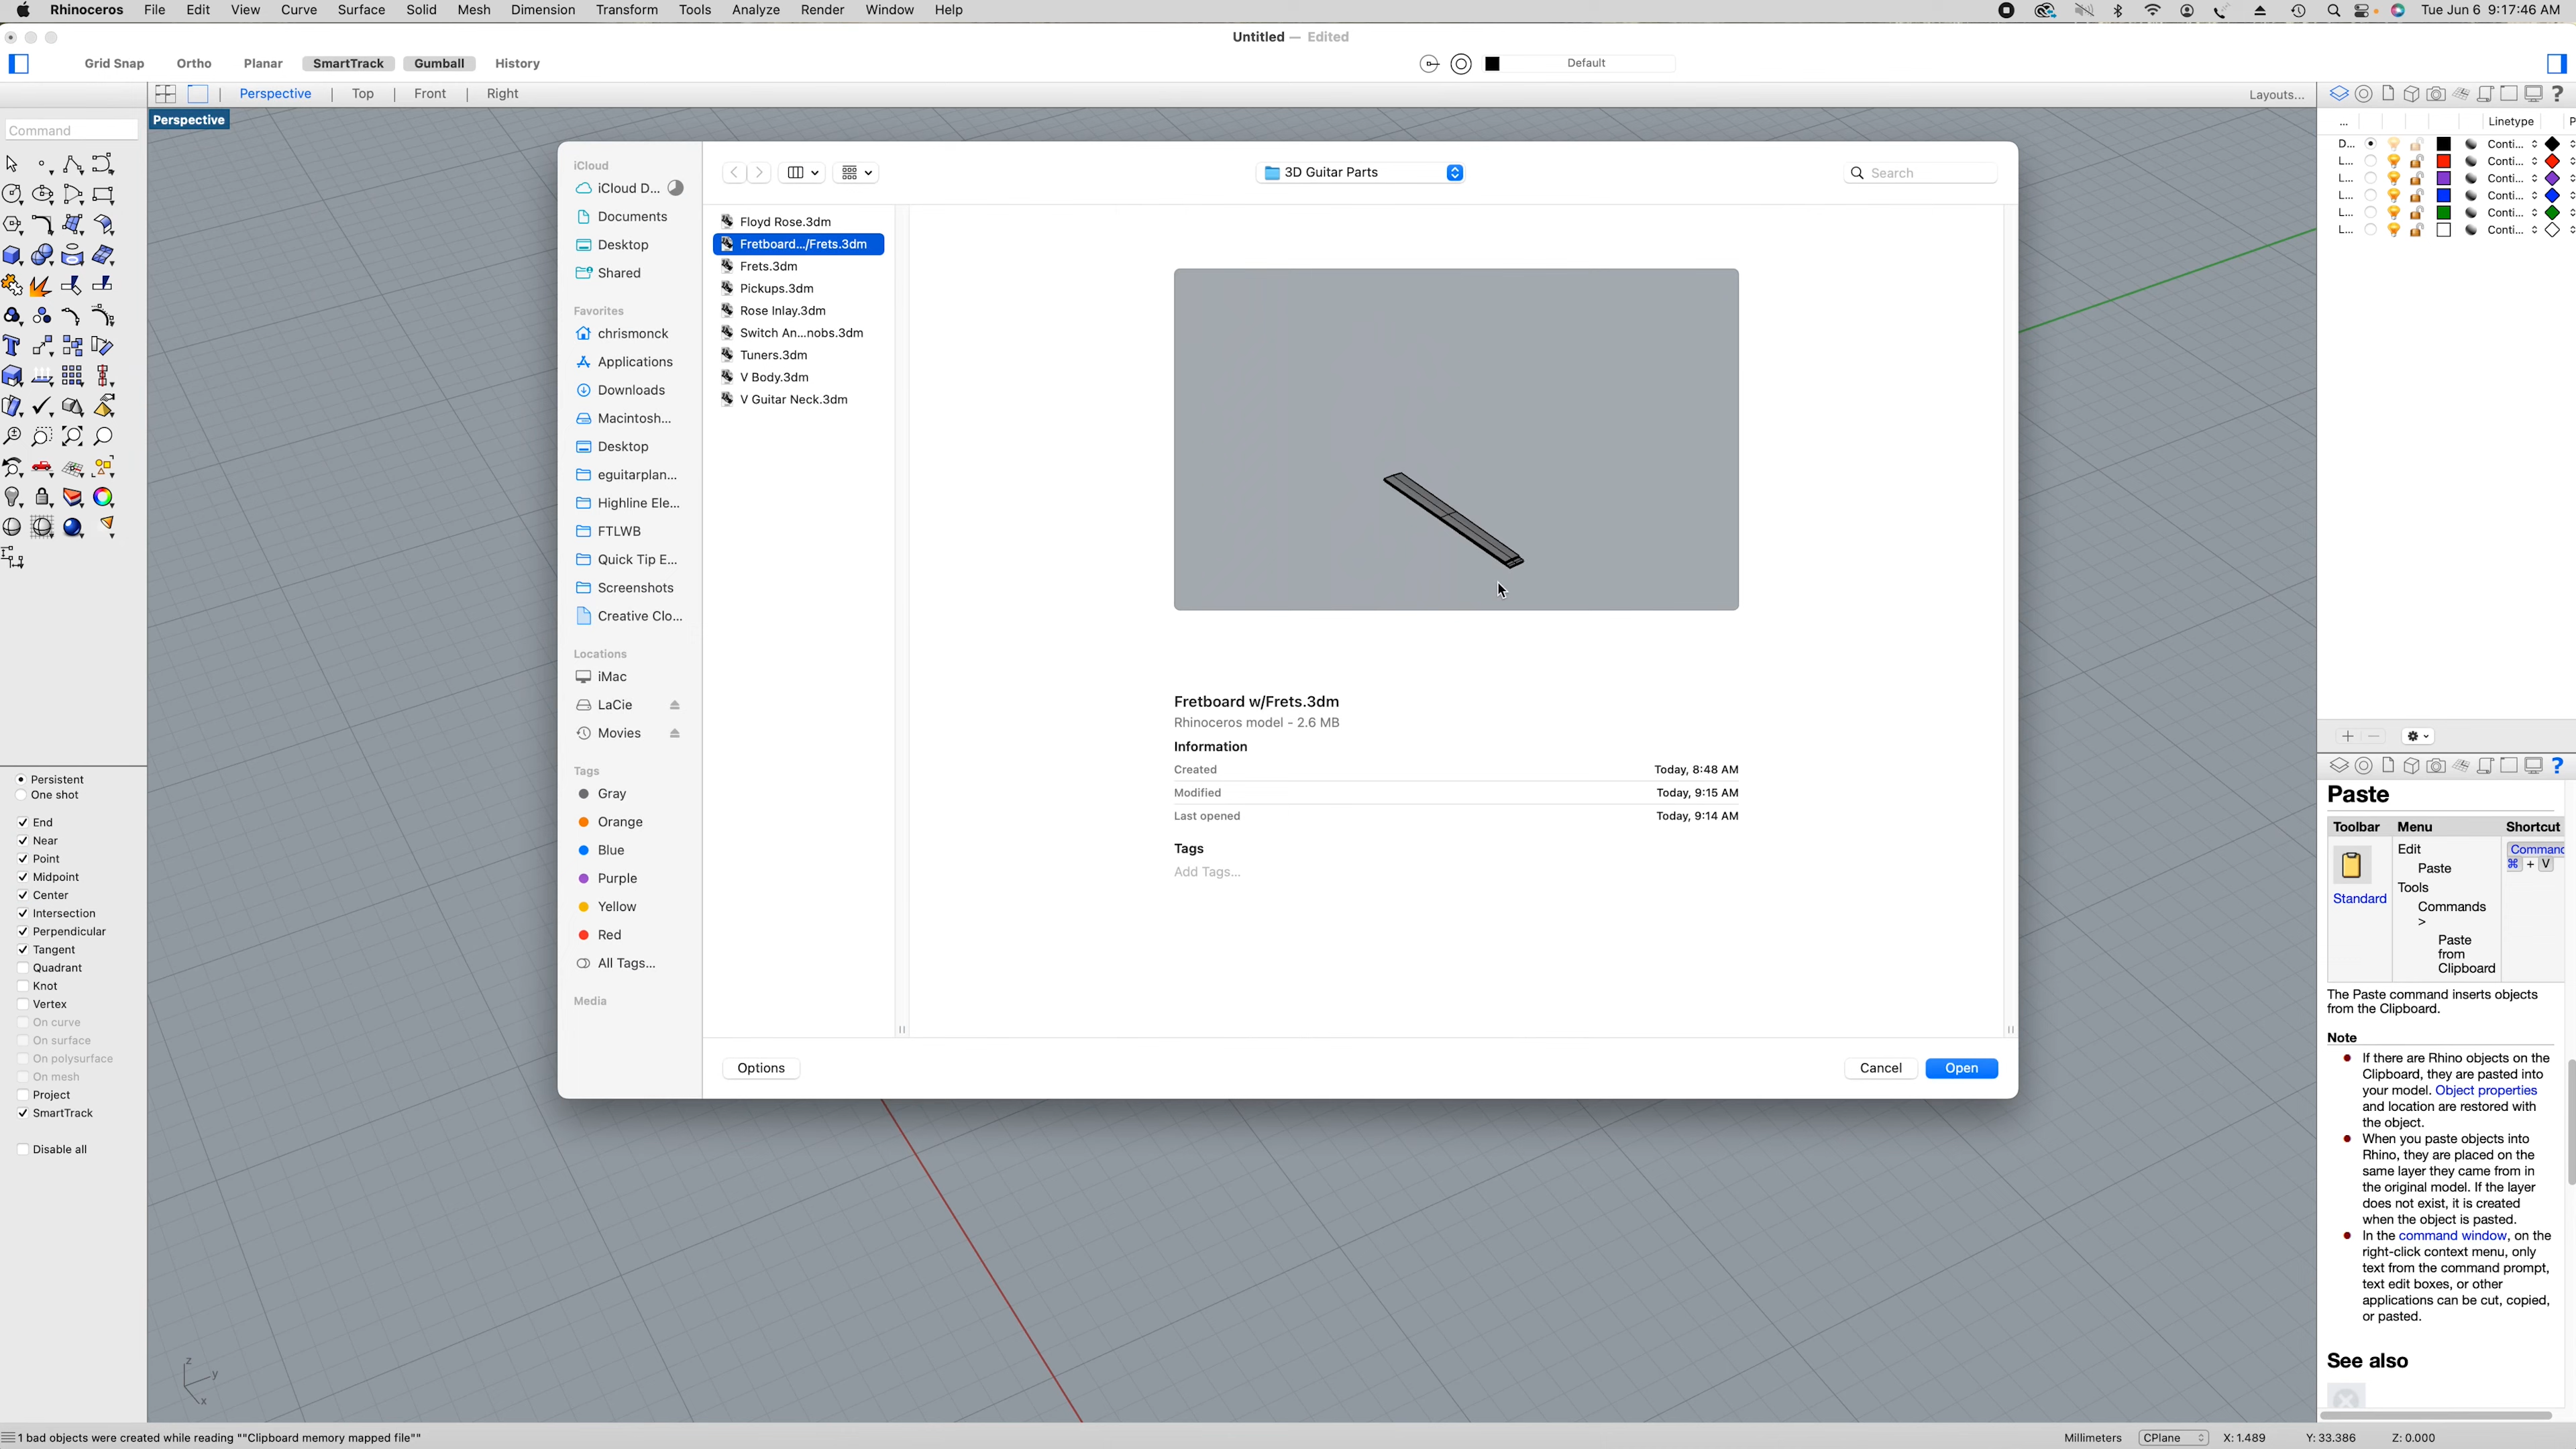 Rhinoceros File Edit View Curve Surface Solid Mesh Dimension Transform Tools Analyze Render Window Help Tue Jun 6 9:17:46 AM
Untitled — Edited
Grid Snap Ortho Planar SmartTrack Gumball History Default
Perspective Top Front Right Layouts...
Perspective
Command
iCloud
iCloud D...
Documents
Desktop
Shared
Favorites
chrismonck
Applications
Downloads
Macintosh...
Desktop
eguitarplan...
Highline Ele...
FTLWB
Quick Tip E...
Screenshots
Creative Clo...
Locations
iMac
LaCie
Movies
Tags
Gray
Orange
Blue
Purple
Yellow
Red
All Tags...
Media
3D Guitar Parts
Search
Floyd Rose.3dm
Fretboard.../Frets.3dm
Frets.3dm
Pickups.3dm
Rose Inlay.3dm
Switch An...nobs.3dm
Tuners.3dm
V Body.3dm
V Guitar Neck.3dm
Fretboard w/Frets.3dm
Rhinoceros model - 2.6 MB
Information
Created Today, 8:48 AM
Modified Today, 9:15 AM
Last opened Today, 9:14 AM
Tags
Add Tags...
Options Cancel Open
... Linetype P
D... Conti...
L... Conti...
L... Conti...
L... Conti...
L... Conti...
L... Conti...
Persistent
One shot
End
Near
Point
Midpoint
Center
Intersection
Perpendicular
Tangent
Quadrant
Knot
Vertex
On curve
On surface
On polysurface
On mesh
Project
SmartTrack
Disable all
z
y
x
Paste
Toolbar Menu Shortcut
Standard
Edit
Paste
Tools
Commands
>
Paste
from
Clipboard
Command
⌘ + V
The Paste command inserts objects
from the Clipboard.
Note
If there are Rhino objects on the
Clipboard, they are pasted into
your model. Object properties
and location are restored with
the object.
When you paste objects into
Rhino, they are placed on the
same layer they came from in
the original model. If the layer
does not exist, it is created
when the object is pasted.
In the command window, on the
right-click context menu, only
text from the command prompt,
text edit boxes, or other
applications can be cut, copied,
or pasted.
See also
1 bad objects were created while reading ""Clipboard memory mapped file"" Millimeters CPlane X: 1.489 Y: 33.386 Z: 0.000